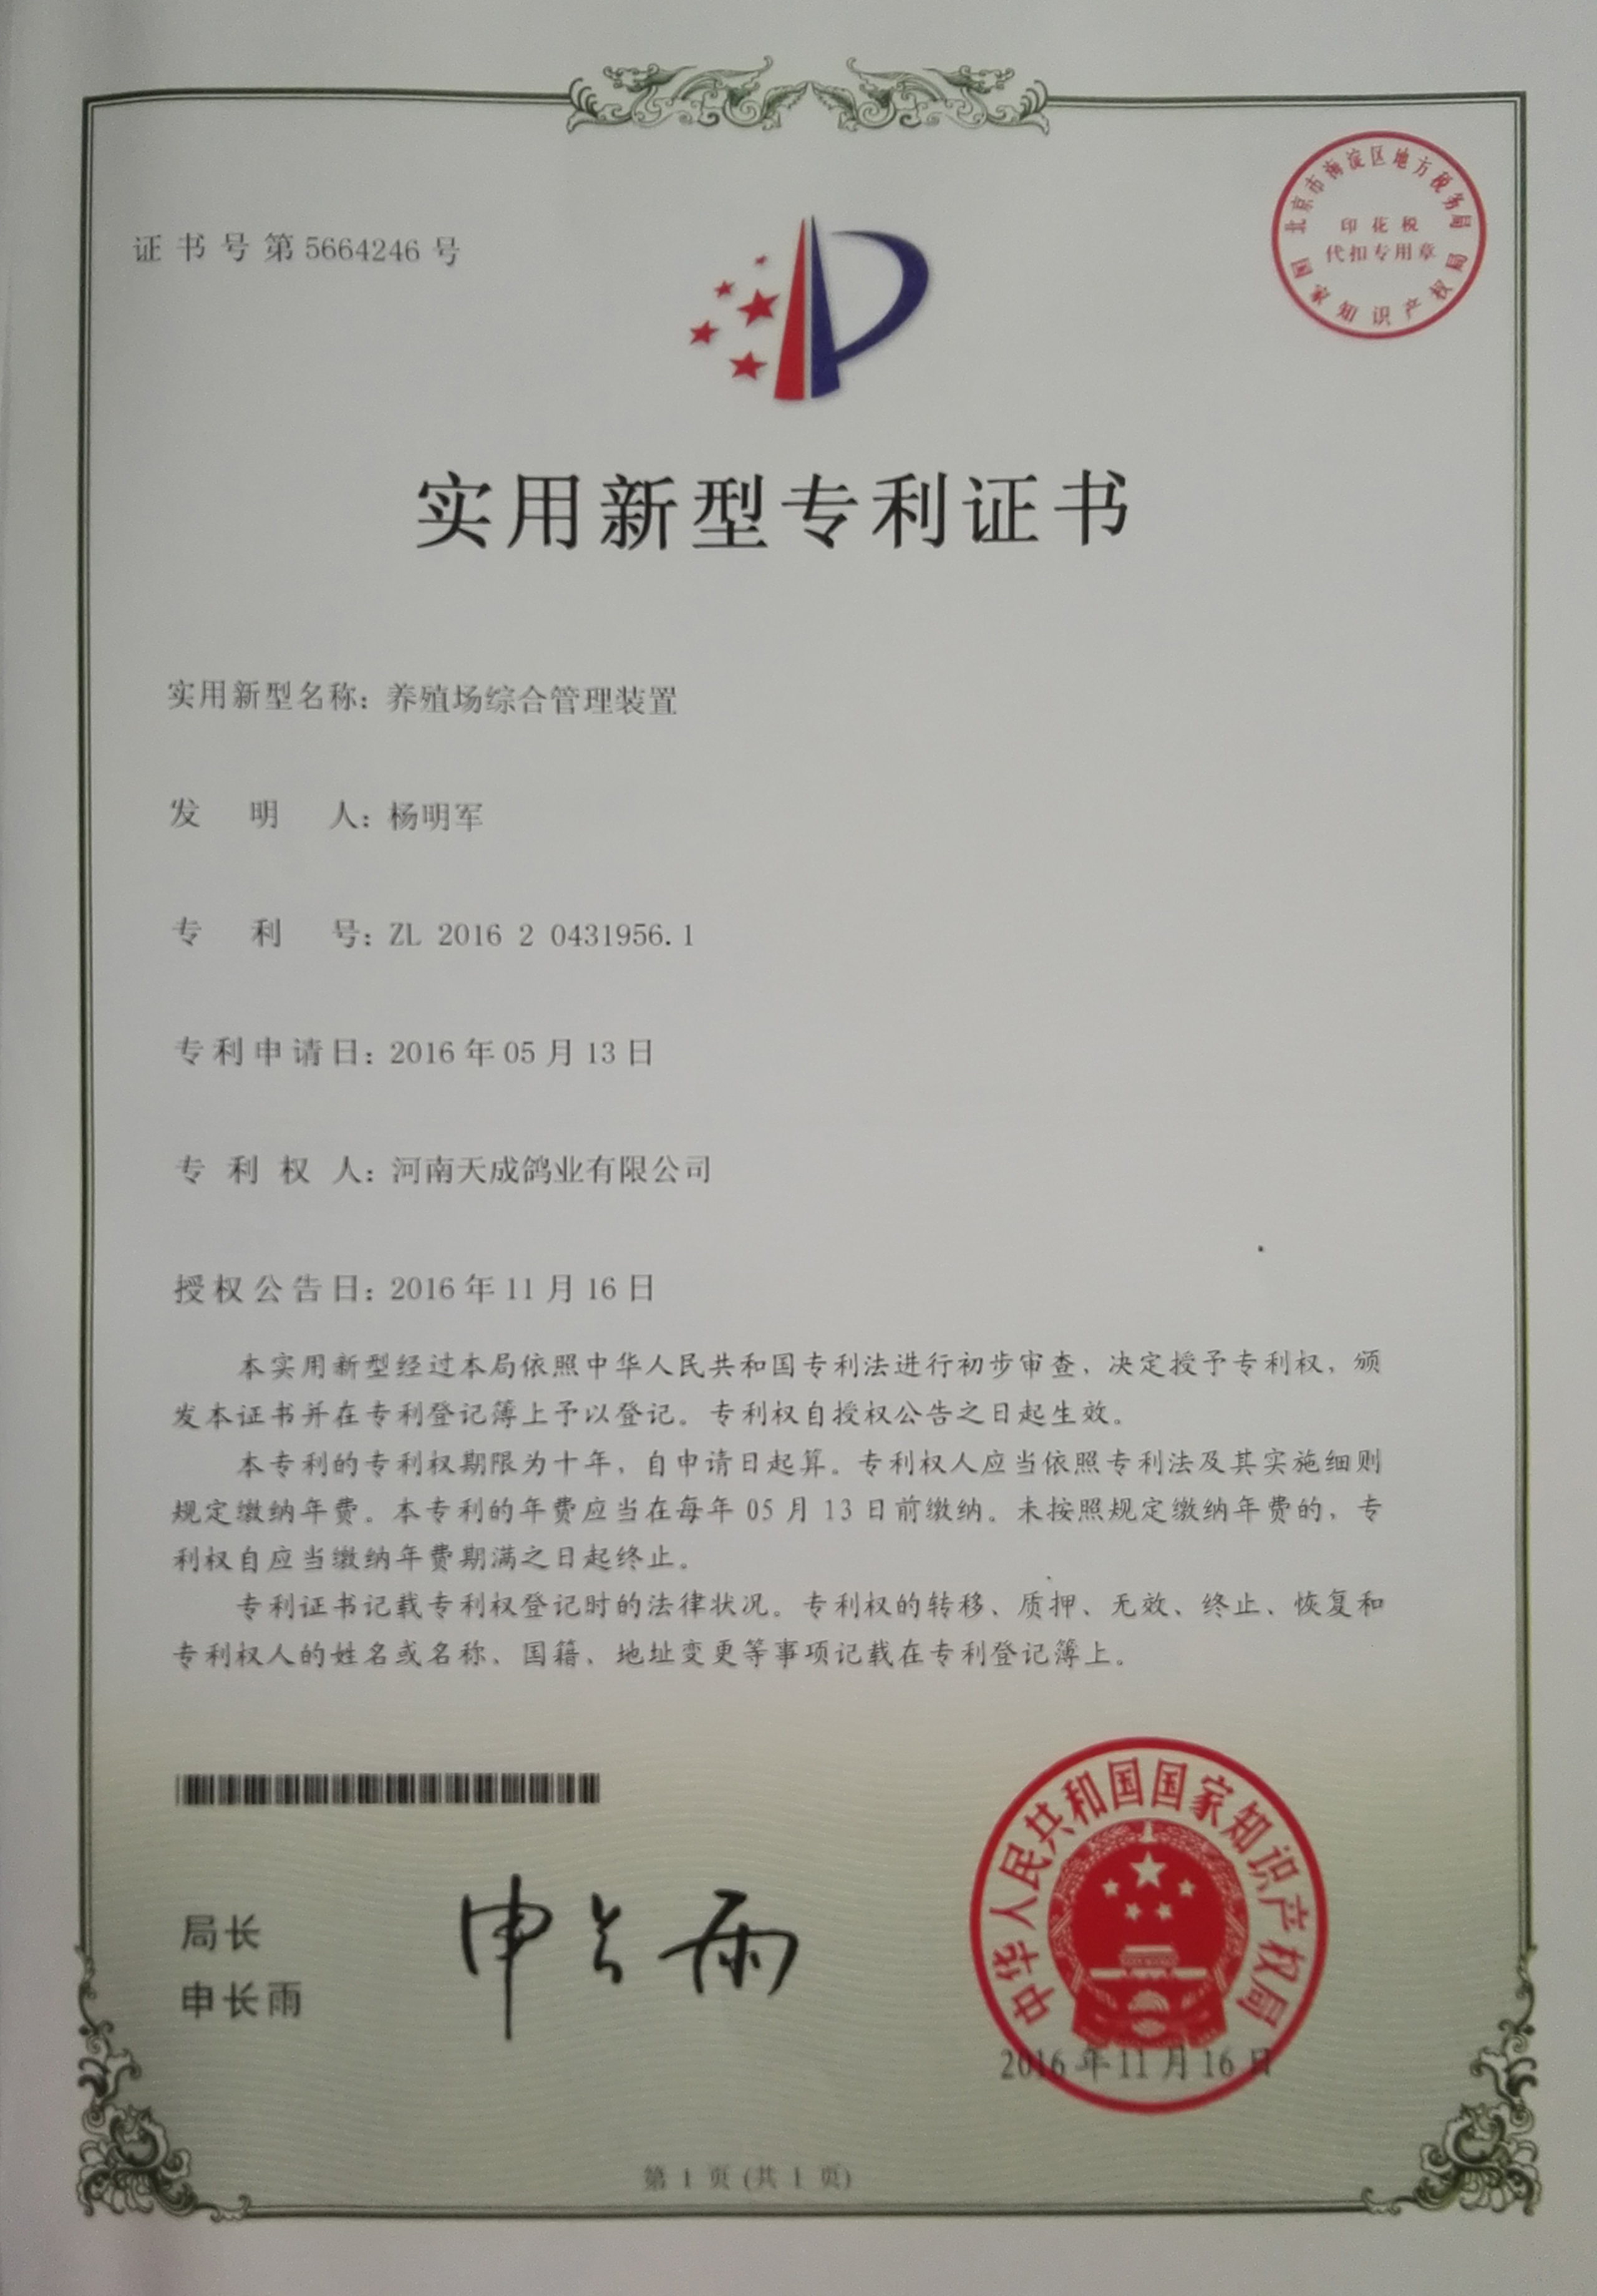 证书号第5664246号
北京市海淀区地方税务局
印花税
代扣专用章
国家知识产权局
实用新型专利证书
实用新型名称：养殖场综合管理装置
发明人：杨明军
专利号：ZL 2016 2 0431956.1
专利申请日：2016年05月13日
专利权人：河南天成鸽业有限公司
授权公告日：2016年11月16日
本实用新型经过本局依照中华人民共和国专利法进行初步审查，决定授予专利权，颁
发本证书并在专利登记簿上予以登记。专利权自授权公告之日起生效。
本专利的专利权期限为十年，自申请日起算。专利权人应当依照专利法及其实施细则
规定缴纳年费。本专利的年费应当在每年05月13日前缴纳。未按照规定缴纳年费的，专
利权自应当缴纳年费期满之日起终止。
专利证书记载专利权登记时的法律状况。专利权的转移、质押、无效、终止、恢复和
专利权人的姓名或名称、国籍、地址变更等事项记载在专利登记簿上。
局长
申长雨
申长雨
中华人民共和国国家知识产权局
2016年11月16日
第1页(共1页)